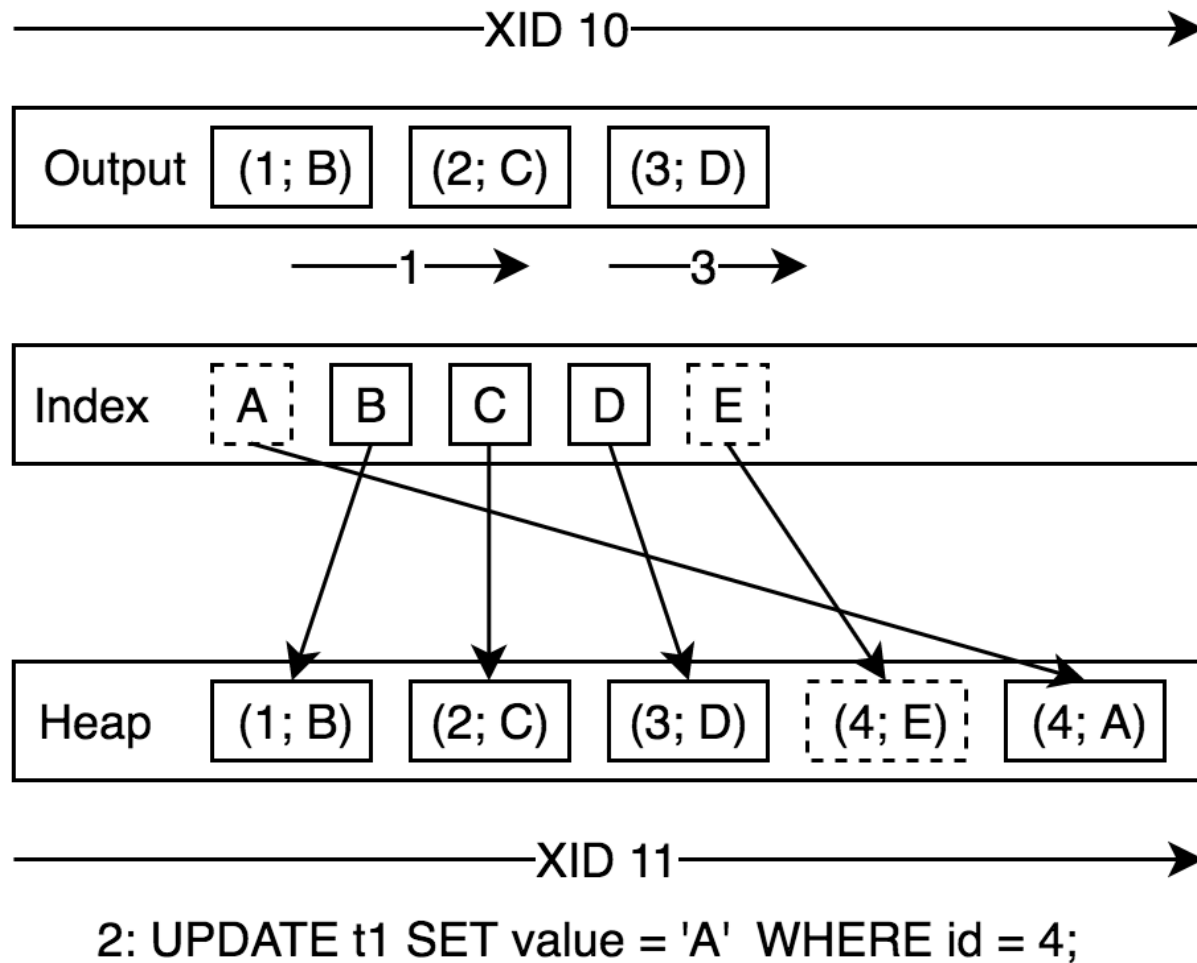 XID 10
Output (1; B) (2; C) (3; D)
1 3
Index A B C D E
Heap (1; B) (2; C) (3; D) (4; E) (4; A)
XID 11
2: UPDATE t1 SET value = 'A' WHERE id = 4;